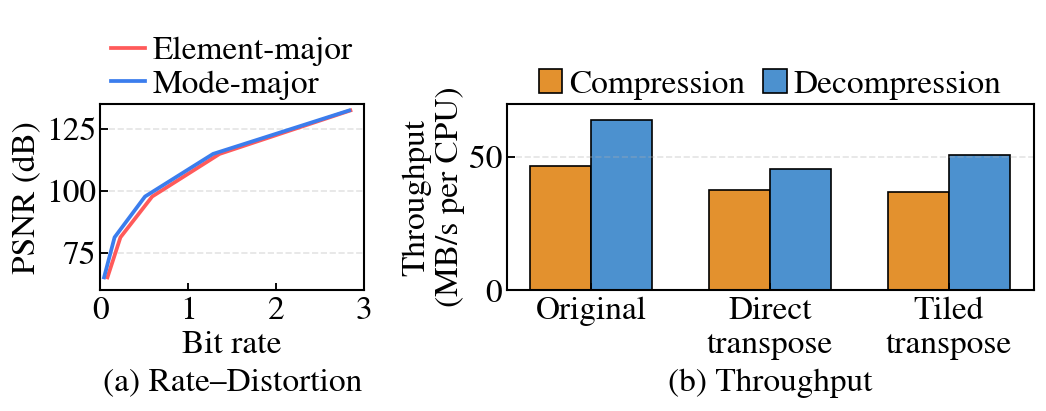 Element-major
Mode-major
PSNR (dB)
125
100
75
0 1 2 3
Bit rate
(a) Rate–Distortion
Compression Decompression
Throughput
(MB/s per CPU)
50
0
Original Direct transpose Tiled transpose
(b) Throughput